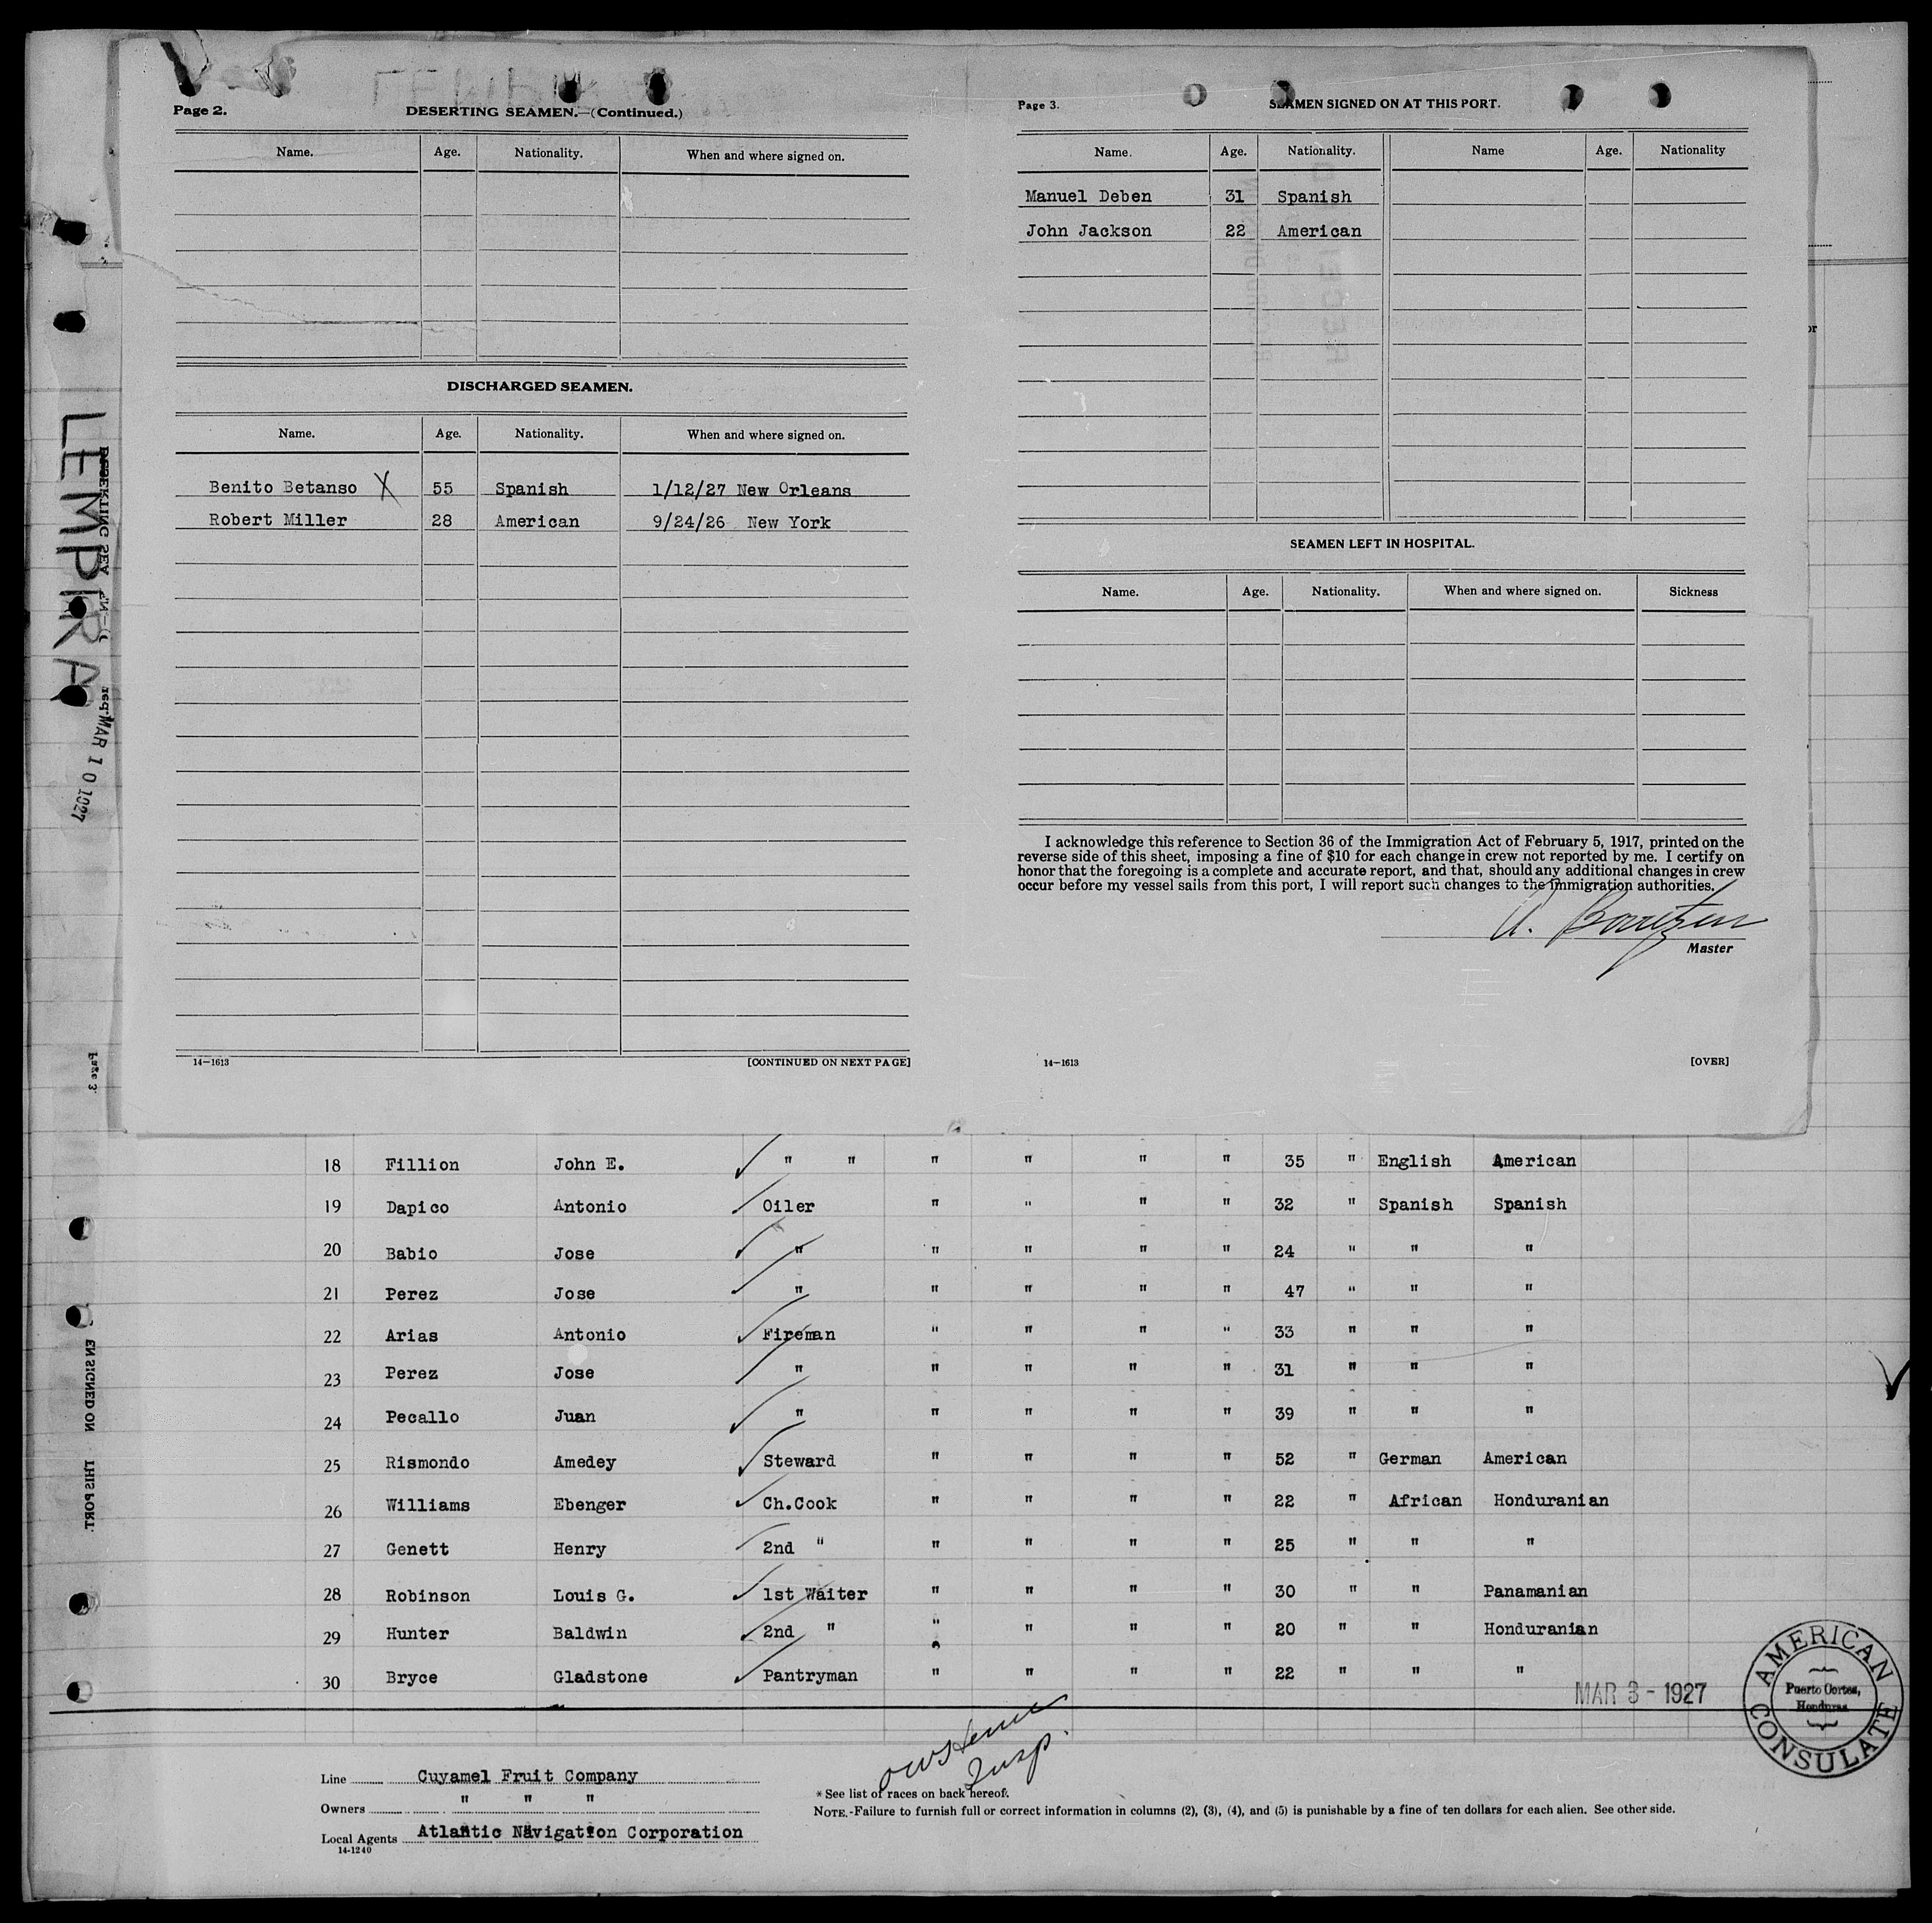 Page 2.
DESERTING SEAMEN.—(Continued.)
Name. Age. Nationality. When and where signed on.
DISCHARGED SEAMEN.
Name. Age. Nationality. When and where signed on.
Benito Betanso X 55 Spanish 1/12/27 New Orleans
Robert Miller 28 American 9/24/26 New York
14—1613 [CONTINUED ON NEXT PAGE]
Page 3.
SEAMEN SIGNED ON AT THIS PORT.
Name. Age. Nationality. Name Age. Nationality
Manuel Deben 31 Spanish
John Jackson 22 American
SEAMEN LEFT IN HOSPITAL.
Name. Age. Nationality. When and where signed on. Sickness
I acknowledge this reference to Section 36 of the Immigration Act of February 5, 1917, printed on the
reverse side of this sheet, imposing a fine of $10 for each change in crew not reported by me. I certify on
honor that the foregoing is a complete and accurate report, and that, should any additional changes in crew
occur before my vessel sails from this port, I will report such changes to the immigration authorities.
Master
14—1613 [OVER]
LEMPIRA
MAR 10 1927
Page 3
18 Fillion John E. " " " " " " 35 " English American
19 Dapico Antonio Oiler " " " " 32 " Spanish Spanish
20 Babio Jose " " " " " 24 " " "
21 Perez Jose " " " " " 47 " " "
22 Arias Antonio Fireman " " " " 33 " " "
23 Perez Jose " " " " " 31 " " "
24 Pecallo Juan " " " " " 39 " " "
25 Rismondo Amedey Steward " " " " 52 " German American
26 Williams Ebenger Ch.Cook " " " " 22 " African Honduranian
27 Genett Henry 2nd " " " " " 25 " " "
28 Robinson Louis G. 1st Waiter " " " " 30 " " Panamanian
29 Hunter Baldwin 2nd " " " " " 20 " " Honduranian
30 Bryce Gladstone Pantryman " " " " 22 " " "
MAR 3 - 1927
AMERICAN CONSULATE
Puerto Cortes,
Honduras
Insp.
Line Cuyamel Fruit Company
Owners " " "
Local Agents Atlantic Navigation Corporation
14-1240
* See list of races on back hereof.
NOTE.-Failure to furnish full or correct information in columns (2), (3), (4), and (5) is punishable by a fine of ten dollars for each alien. See other side.